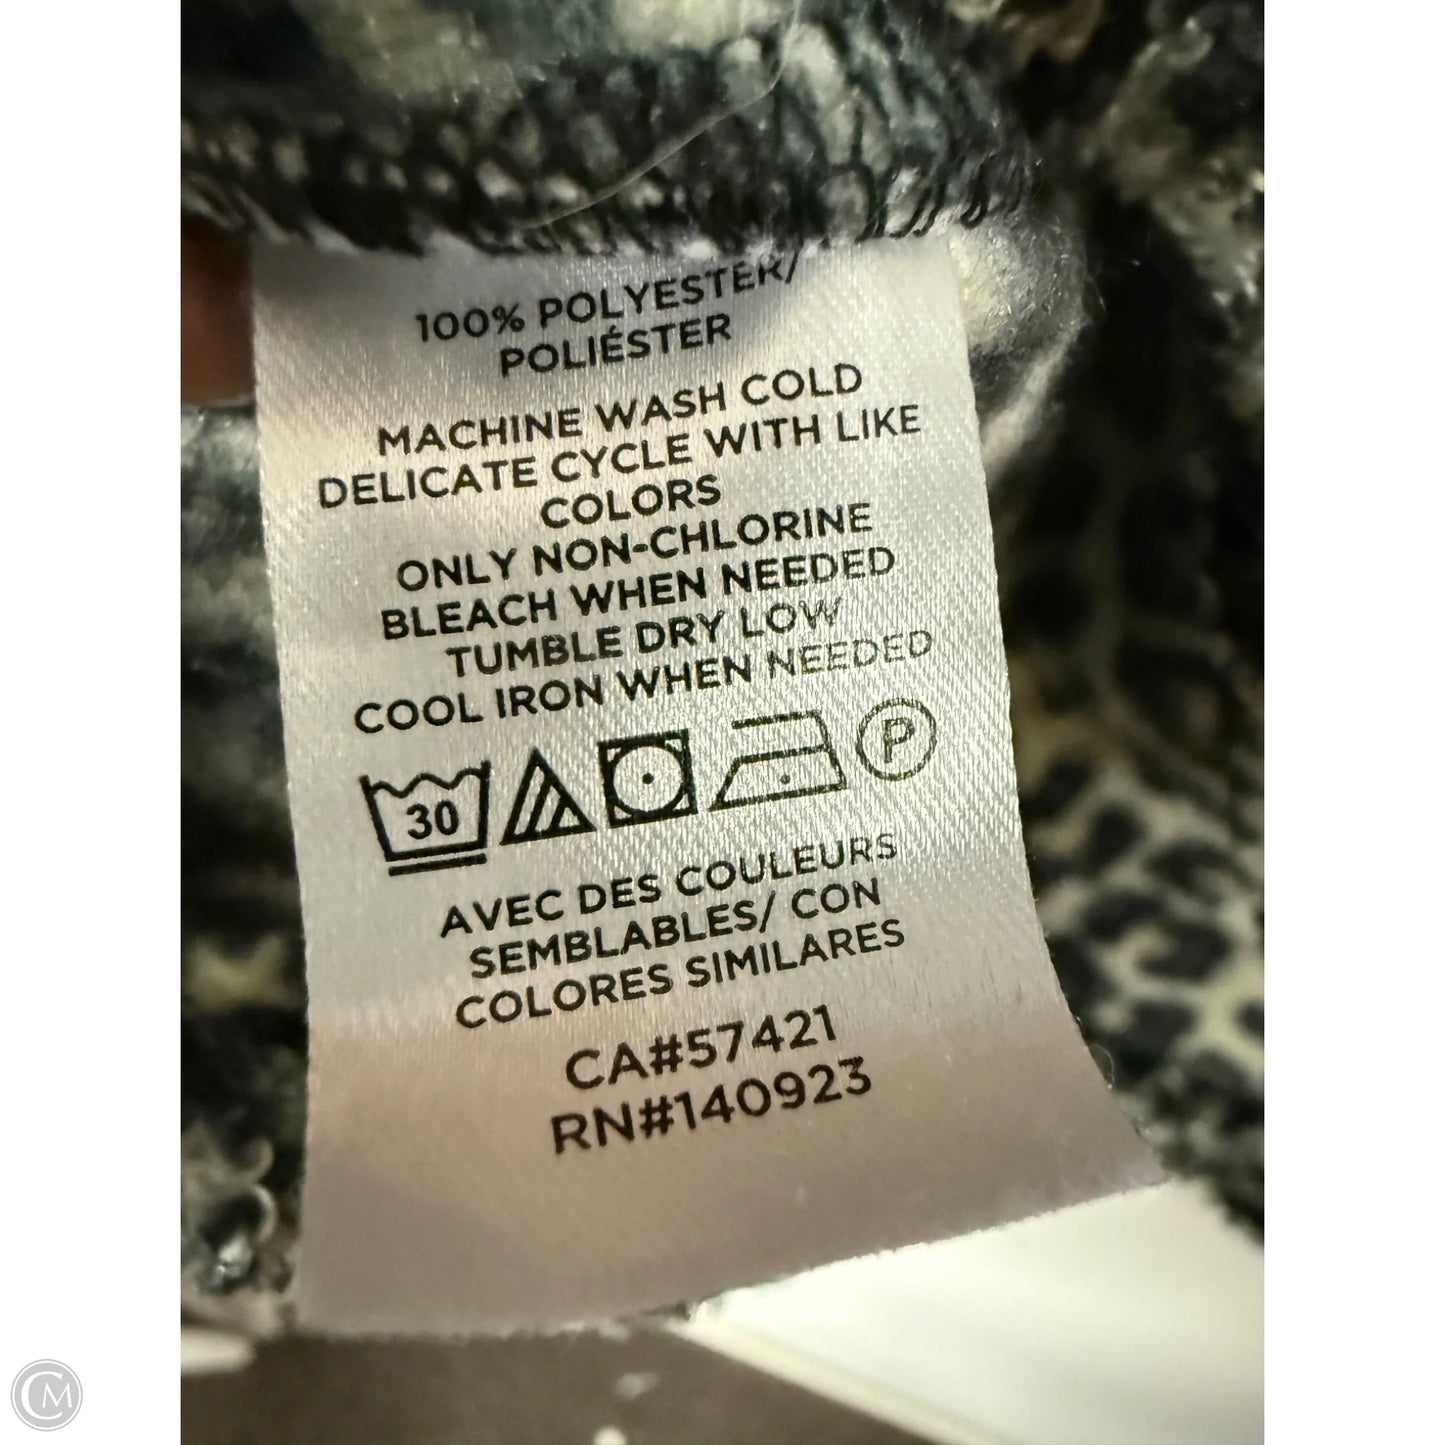 100% POLYESTER/
POLIÉSTER
MACHINE WASH COLD
DELICATE CYCLE WITH LIKE
COLORS
ONLY NON-CHLORINE
BLEACH WHEN NEEDED
TUMBLE DRY LOW
COOL IRON WHEN NEEDED
30
P
AVEC DES COULEURS
SEMBLABLES/ CON
COLORES SIMILARES
CA#57421
RN#140923
CM